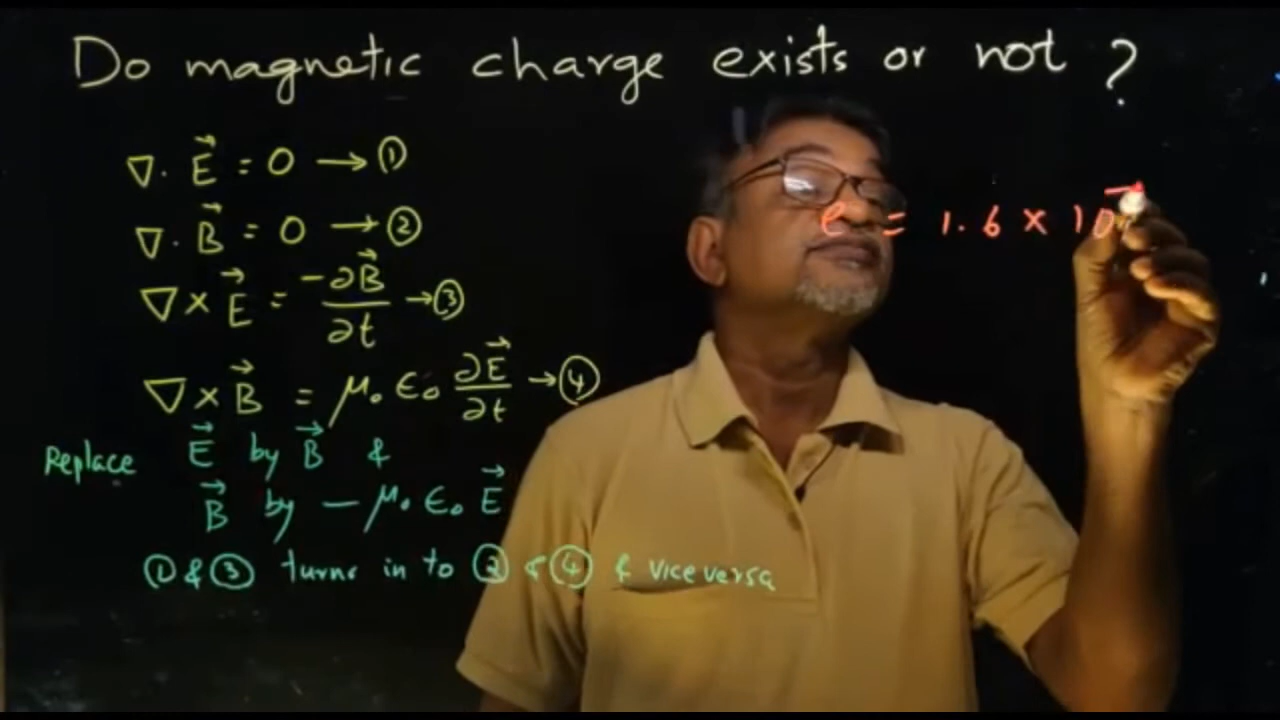 Do magnetic charge exists or not ?
∇. E⃗ = 0 → ①
∇. B⃗ = 0 → ②
∇ × E⃗ = -∂B⃗/∂t → ③
∇ × B⃗ = μ₀ ϵ₀ ∂E⃗/∂t → ④
Replace E⃗ by B⃗ &
B⃗ by - μ₀ ϵ₀ E⃗
① & ③ turns in to ② & ④ & vice versa
e = 1.6 × 10⁻